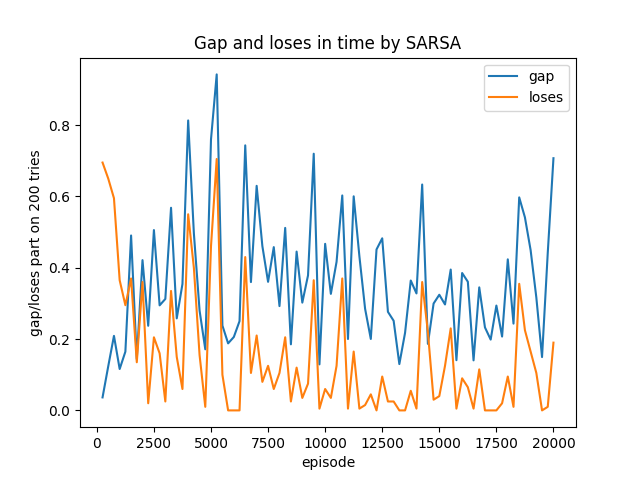 Gap and loses in time by SARSA
gap
loses
gap/loses part on 200 tries
0.8
0.6
0.4
0.2
0.0
0 2500 5000 7500 10000 12500 15000 17500 20000
episode